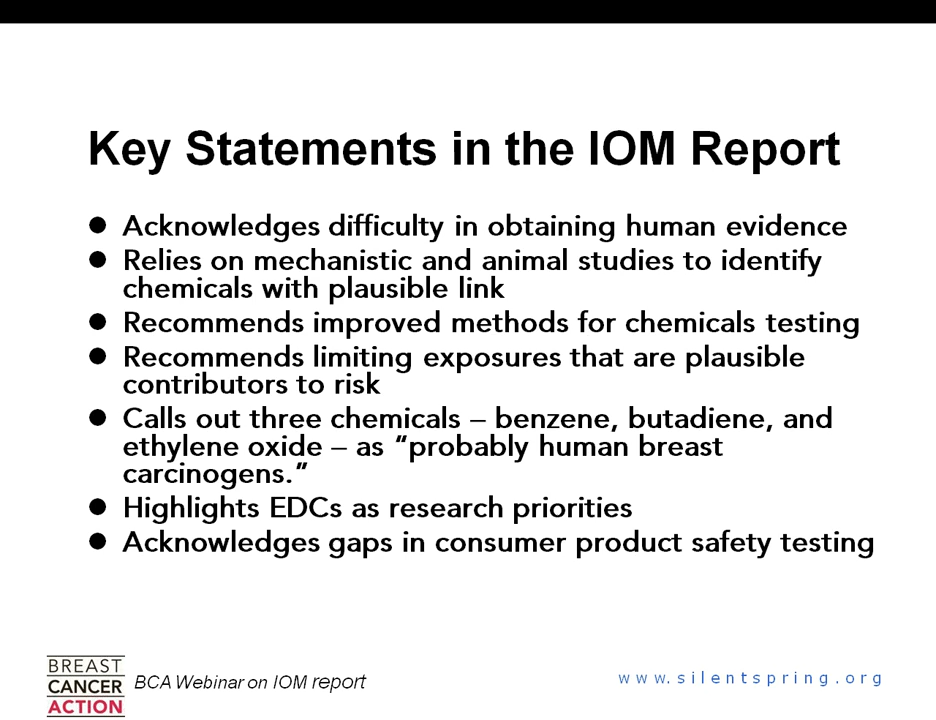 Key Statements in the IOM Report
● Acknowledges difficulty in obtaining human evidence
● Relies on mechanistic and animal studies to identify
chemicals with plausible link
● Recommends improved methods for chemicals testing
● Recommends limiting exposures that are plausible
contributors to risk
● Calls out three chemicals – benzene, butadiene, and
ethylene oxide – as “probably human breast
carcinogens.”
● Highlights EDCs as research priorities
● Acknowledges gaps in consumer product safety testing
BREAST
CANCER
ACTION
BCA Webinar on IOM report
www.silentspring.org